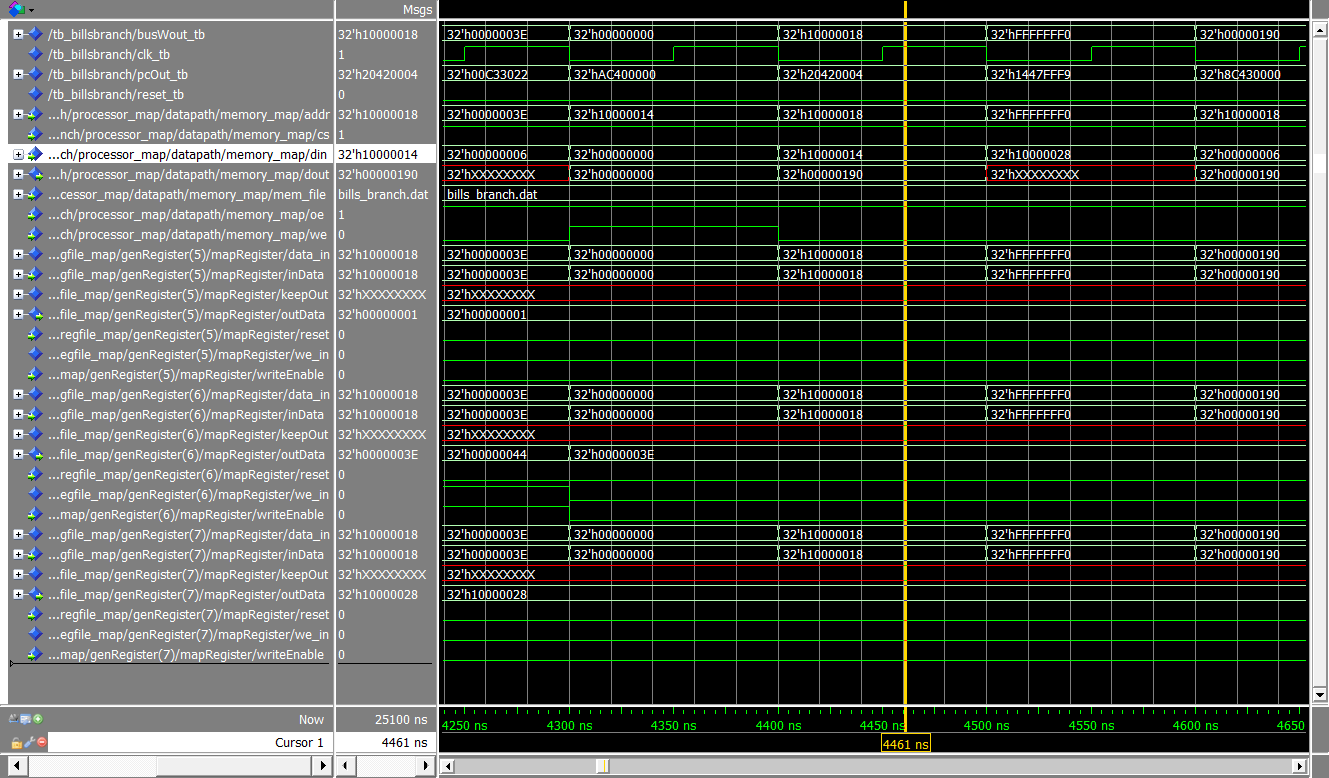 Msgs
/tb_billsbranch/busWout_tb 32'h10000018 32'h0000003E 32'h00000000 32'h10000018 32'hFFFFFFF0 32'h00000190
/tb_billsbranch/clk_tb 1
/tb_billsbranch/pcOut_tb 32'h20420004 32'h00C33022 32'hAC400000 32'h20420004 32'h1447FFF9 32'h8C430000
/tb_billsbranch/reset_tb 0
...h/processor_map/datapath/memory_map/addr 32'h10000018 32'h0000003E 32'h10000014 32'h10000018 32'hFFFFFFF0 32'h10000018
...nch/processor_map/datapath/memory_map/cs 1
...ch/processor_map/datapath/memory_map/din 32'h10000014 32'h00000006 32'h00000000 32'h10000014 32'h10000028 32'h00000006
...h/processor_map/datapath/memory_map/dout 32'h00000190 32'hXXXXXXXX 32'h00000000 32'h00000190 32'hXXXXXXXX 32'h00000190
...cessor_map/datapath/memory_map/mem_file bills_branch.dat bills_branch.dat
...ch/processor_map/datapath/memory_map/oe 1
...ch/processor_map/datapath/memory_map/we 0
...gfile_map/genRegister(5)/mapRegister/data_in 32'h10000018 32'h0000003E 32'h00000000 32'h10000018 32'hFFFFFFF0 32'h00000190
...gfile_map/genRegister(5)/mapRegister/inData 32'h10000018 32'h0000003E 32'h00000000 32'h10000018 32'hFFFFFFF0 32'h00000190
...file_map/genRegister(5)/mapRegister/keepOut 32'hXXXXXXXX 32'hXXXXXXXX
...file_map/genRegister(5)/mapRegister/outData 32'h00000001 32'h00000001
...regfile_map/genRegister(5)/mapRegister/reset 0
...egfile_map/genRegister(5)/mapRegister/we_in 0
...map/genRegister(5)/mapRegister/writeEnable 0
...gfile_map/genRegister(6)/mapRegister/data_in 32'h10000018 32'h0000003E 32'h00000000 32'h10000018 32'hFFFFFFF0 32'h00000190
...gfile_map/genRegister(6)/mapRegister/inData 32'h10000018 32'h0000003E 32'h00000000 32'h10000018 32'hFFFFFFF0 32'h00000190
...file_map/genRegister(6)/mapRegister/keepOut 32'hXXXXXXXX 32'hXXXXXXXX
...file_map/genRegister(6)/mapRegister/outData 32'h0000003E 32'h00000044 32'h0000003E
...regfile_map/genRegister(6)/mapRegister/reset 0
...egfile_map/genRegister(6)/mapRegister/we_in 0
...map/genRegister(6)/mapRegister/writeEnable 0
...gfile_map/genRegister(7)/mapRegister/data_in 32'h10000018 32'h0000003E 32'h00000000 32'h10000018 32'hFFFFFFF0 32'h00000190
...gfile_map/genRegister(7)/mapRegister/inData 32'h10000018 32'h0000003E 32'h00000000 32'h10000018 32'hFFFFFFF0 32'h00000190
...file_map/genRegister(7)/mapRegister/keepOut 32'hXXXXXXXX 32'hXXXXXXXX
...file_map/genRegister(7)/mapRegister/outData 32'h10000028 32'h10000028
...regfile_map/genRegister(7)/mapRegister/reset 0
...egfile_map/genRegister(7)/mapRegister/we_in 0
...map/genRegister(7)/mapRegister/writeEnable 0
Now 25100 ns 4250 ns 4300 ns 4350 ns 4400 ns 4450 ns 4500 ns 4550 ns 4600 ns 4650
Cursor 1 4461 ns 4461 ns